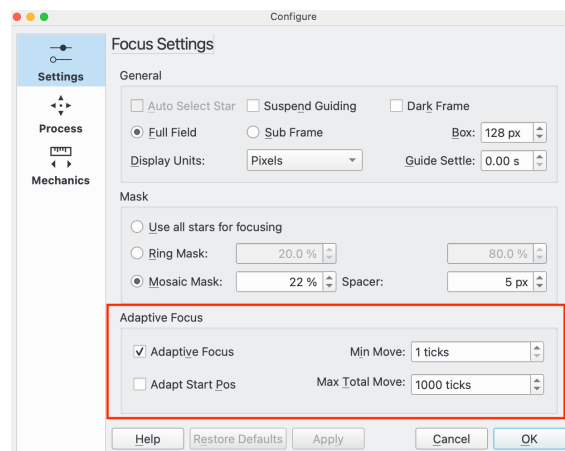 Configure
Settings
Process
Mechanics
Focus Settings
General
Auto Select Star Suspend Guiding Dark Frame
Full Field Sub Frame Box: 128 px
Display Units: Pixels Guide Settle: 0.00 s
Mask
Use all stars for focusing
Ring Mask: 20.0 % 80.0 %
Mosaic Mask: 22 % Spacer: 5 px
Adaptive Focus
Adaptive Focus Min Move: 1 ticks
Adapt Start Pos Max Total Move: 1000 ticks
Help Restore Defaults Apply Cancel OK